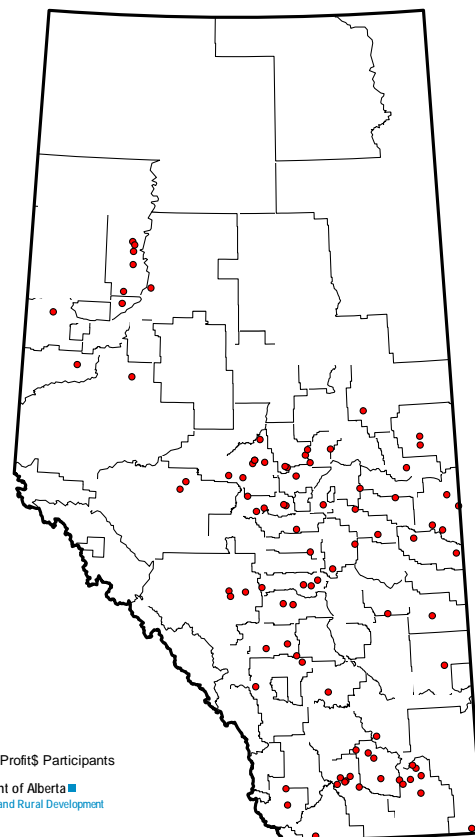 Profit$ Participants
nt of Alberta
and Rural Development